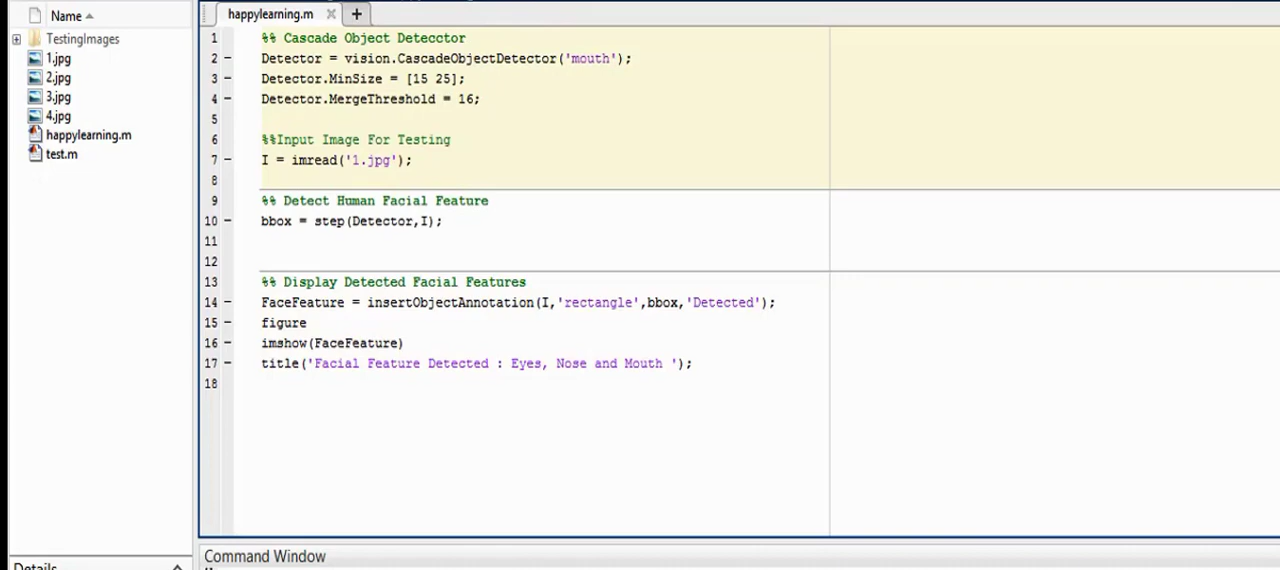 Name
TestingImages
1.jpg
2.jpg
3.jpg
4.jpg
happylearning.m
test.m
happylearning.m
1 %% Cascade Object Detecctor
2 – Detector = vision.CascadeObjectDetector('mouth');
3 – Detector.MinSize = [15 25];
4 – Detector.MergeThreshold = 16;
5
6 %%Input Image For Testing
7 – I = imread('1.jpg');
8
9 %% Detect Human Facial Feature
10 – bbox = step(Detector,I);
11
12
13 %% Display Detected Facial Features
14 – FaceFeature = insertObjectAnnotation(I,'rectangle',bbox,'Detected');
15 – figure
16 – imshow(FaceFeature)
17 – title('Facial Feature Detected : Eyes, Nose and Mouth ');
18
Command Window
Details